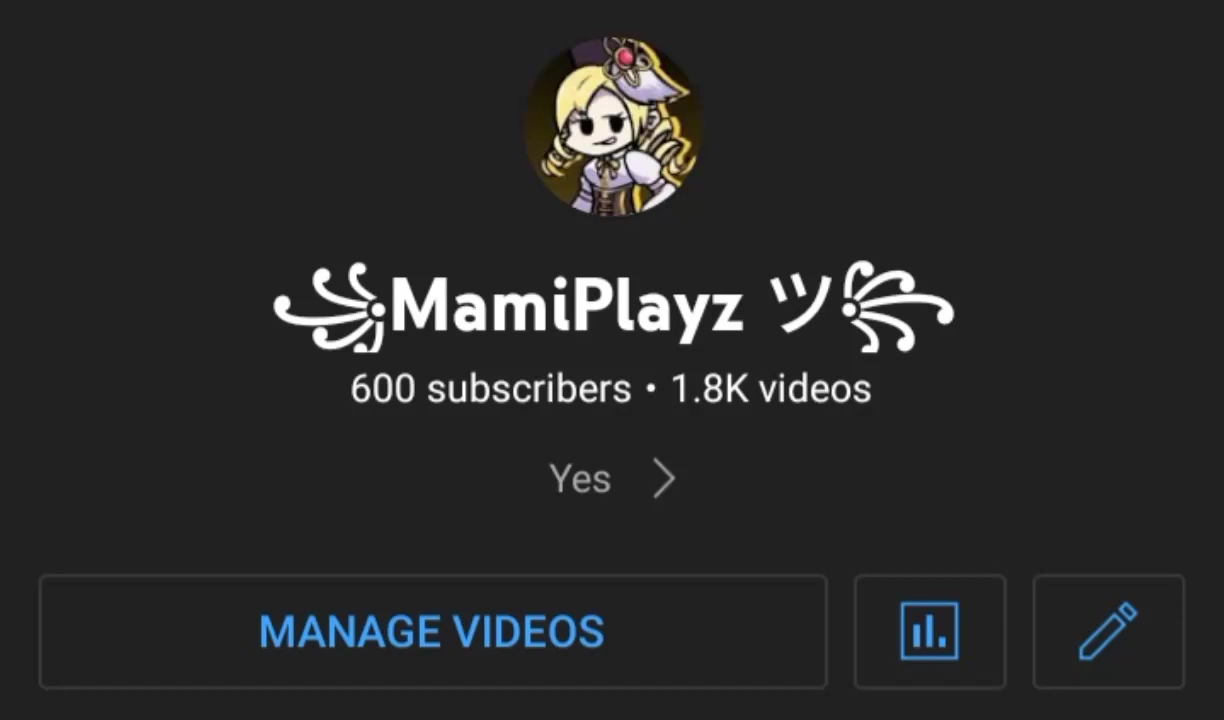 ꧁MamiPlayz ツ꧂
600 subscribers • 1.8K videos
Yes
MANAGE VIDEOS